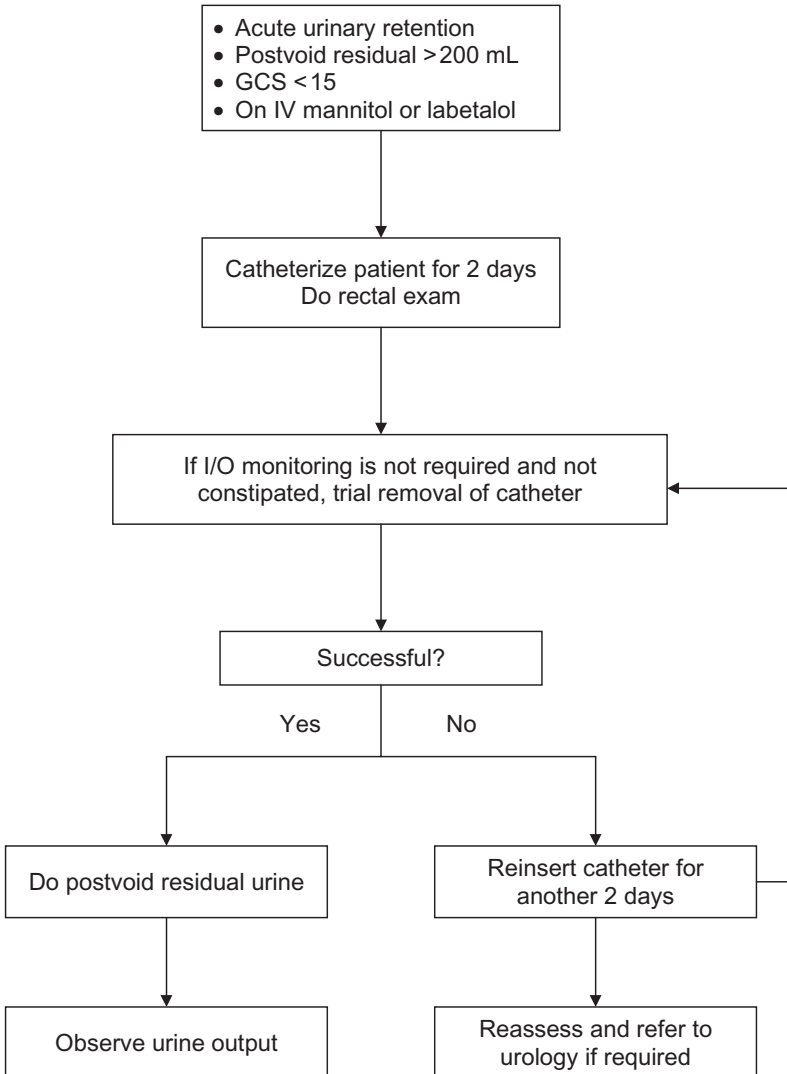 • Acute urinary retention
• Postvoid residual >200 mL
• GCS <15
• On IV mannitol or labetalol
Catheterize patient for 2 days
Do rectal exam
If I/O monitoring is not required and not
constipated, trial removal of catheter
Successful?
Yes
No
Do postvoid residual urine
Reinsert catheter for
another 2 days
Observe urine output
Reassess and refer to
urology if required